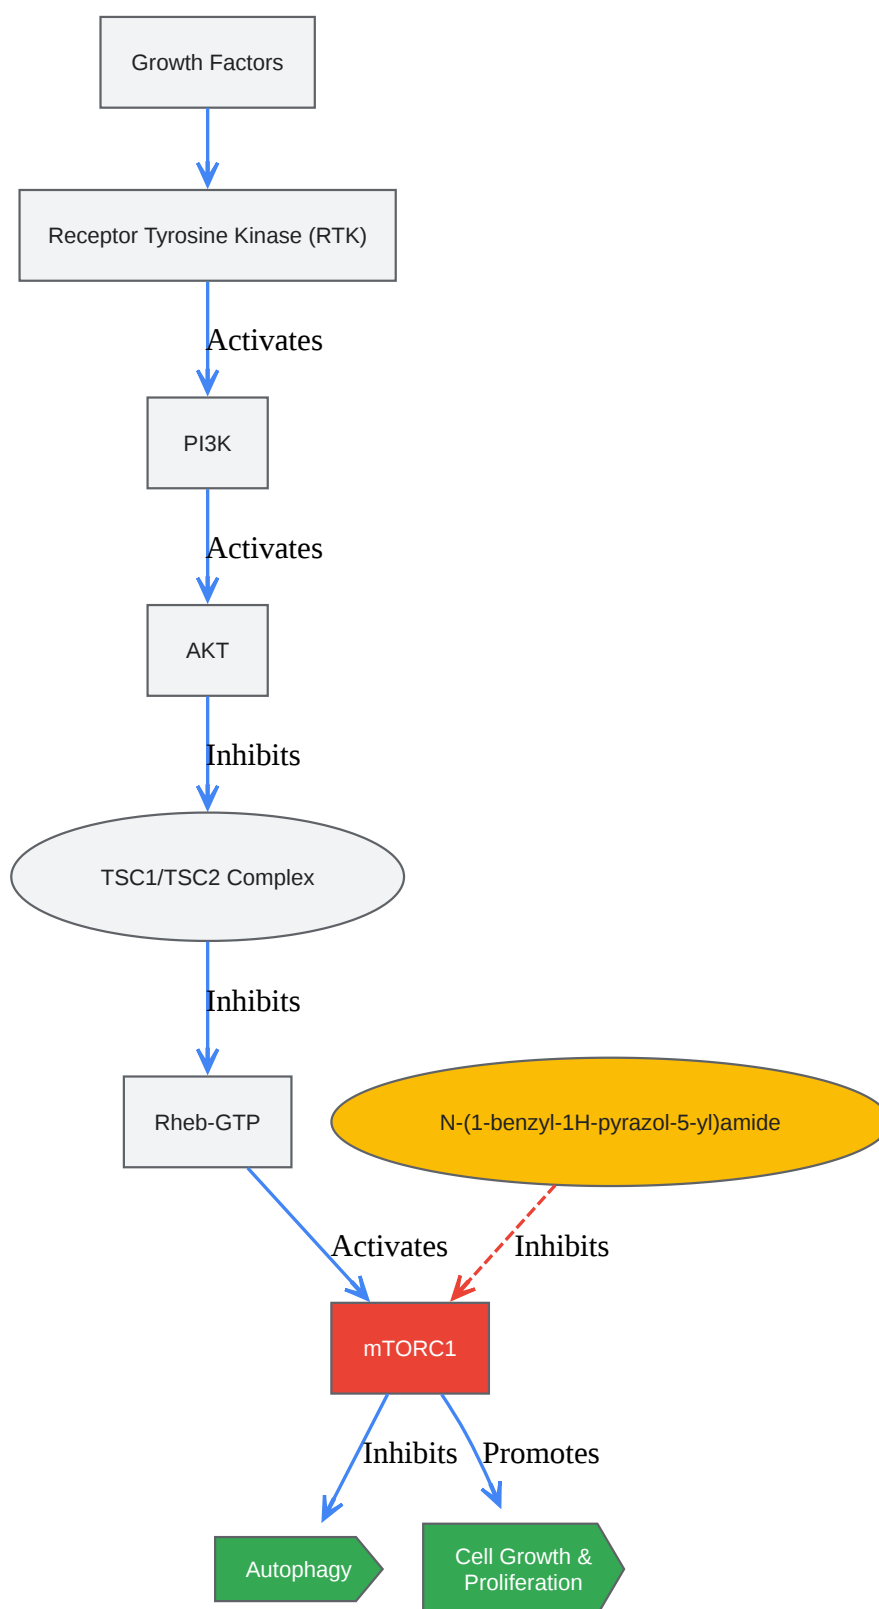 Growth Factors
Receptor Tyrosine Kinase (RTK)
Activates
PI3K
Activates
AKT
Inhibits
TSC1/TSC2 Complex
Inhibits
Rheb-GTP
N-(1-benzyl-1H-pyrazol-5-yl)amide
Activates
Inhibits
mTORC1
Inhibits
Promotes
Autophagy
Cell Growth &
Proliferation